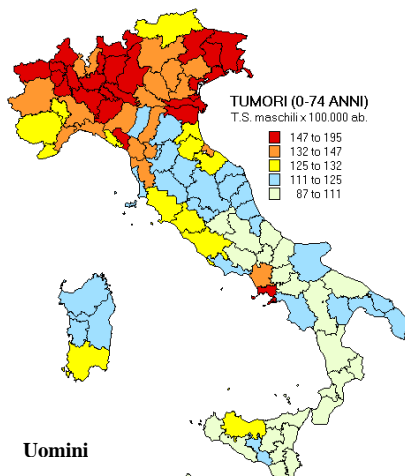 TUMORI (0-74 ANNI)
T.S. maschili x 100.000 ab.
147 to 195
132 to 147
125 to 132
111 to 125
87 to 111
Uomini